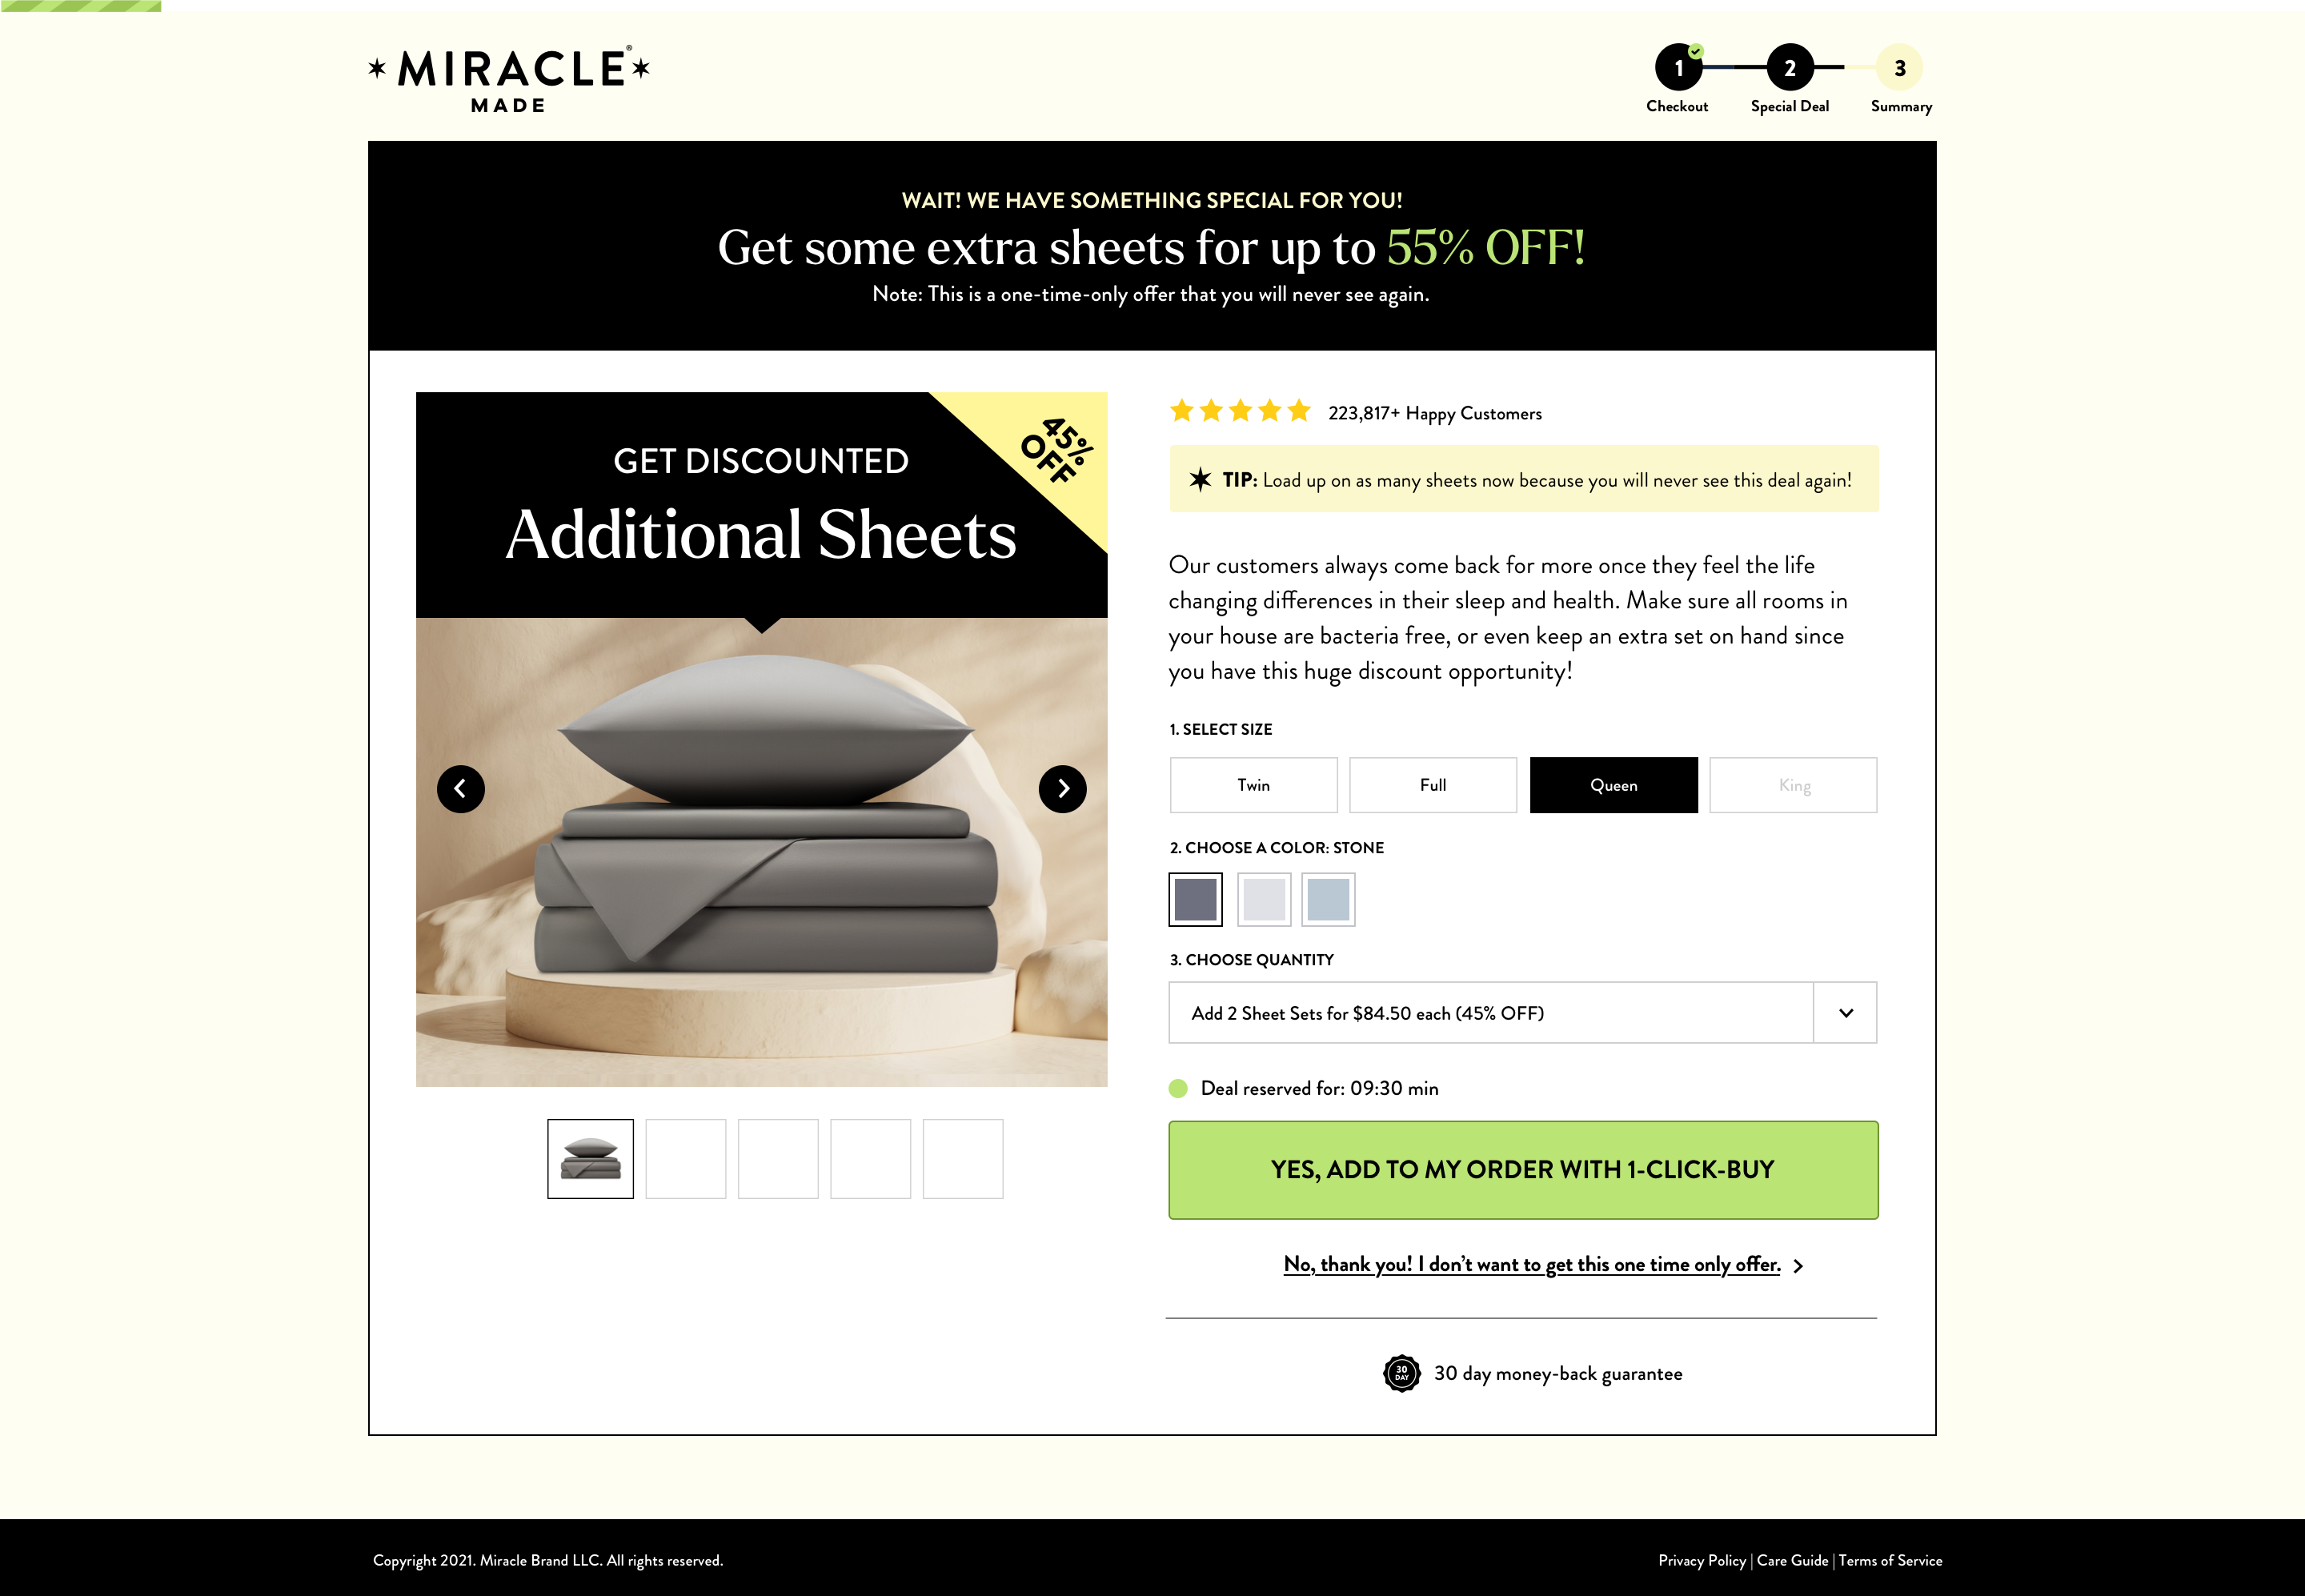 MIRACLE®
MADE
1
2
3
Checkout
Special Deal
Summary
WAIT! WE HAVE SOMETHING SPECIAL FOR YOU!
Get some extra sheets for up to 55% OFF!
Note: This is a one-time-only offer that you will never see again.
GET DISCOUNTED
Additional Sheets
45%
OFF
223,817+ Happy Customers
TIP: Load up on as many sheets now because you will never see this deal again!
Our customers always come back for more once they feel the life
changing differences in their sleep and health. Make sure all rooms in
your house are bacteria free, or even keep an extra set on hand since
you have this huge discount opportunity!
1. SELECT SIZE
Twin
Full
Queen
King
2. CHOOSE A COLOR: STONE
3. CHOOSE QUANTITY
Add 2 Sheet Sets for $84.50 each (45% OFF)
Deal reserved for: 09:30 min
YES, ADD TO MY ORDER WITH 1-CLICK-BUY
No, thank you! I don’t want to get this one time only offer.
30
DAY
30 day money-back guarantee
Copyright 2021. Miracle Brand LLC. All rights reserved.
Privacy Policy | Care Guide | Terms of Service